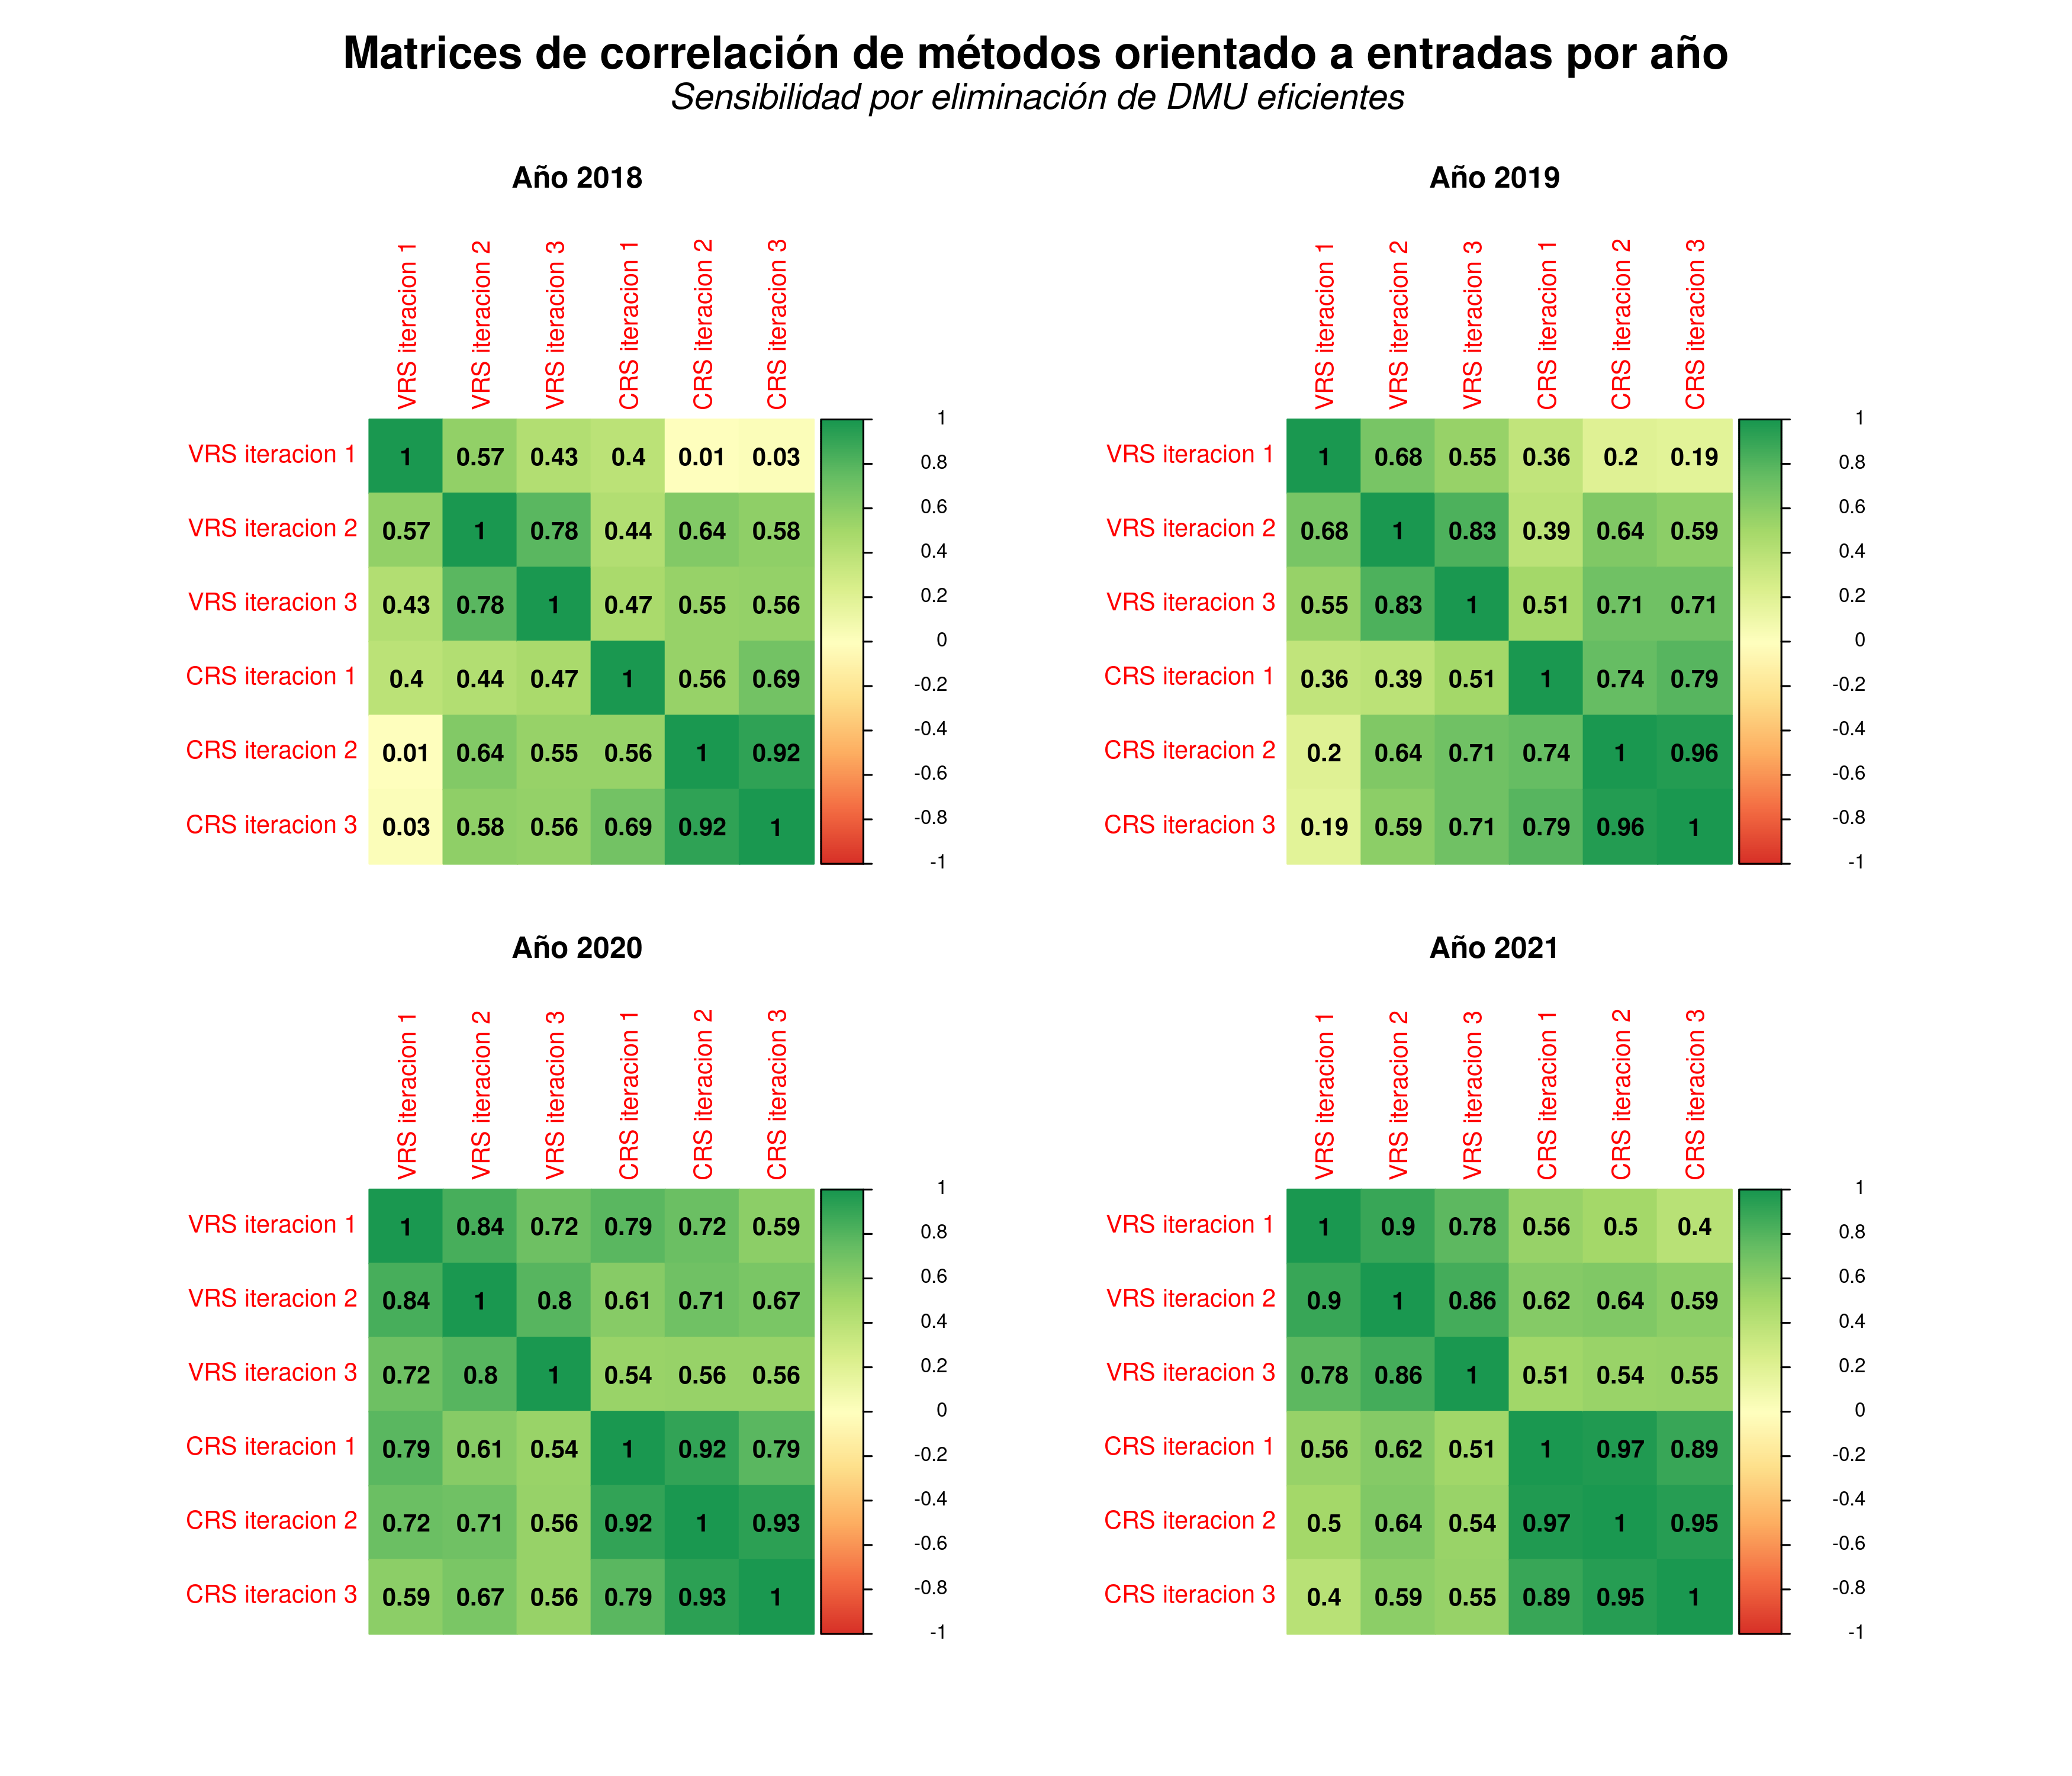 Matrices de correlación de métodos orientado a entradas por año
Sensibilidad por eliminación de DMU eficientes
Año 2018
VRS iteracion 1
VRS iteracion 2
VRS iteracion 3
CRS iteracion 1
CRS iteracion 2
CRS iteracion 3
VRS iteracion 1 1 0.57 0.43 0.4 0.01 0.03
VRS iteracion 2 0.57 1 0.78 0.44 0.64 0.58
VRS iteracion 3 0.43 0.78 1 0.47 0.55 0.56
CRS iteracion 1 0.4 0.44 0.47 1 0.56 0.69
CRS iteracion 2 0.01 0.64 0.55 0.56 1 0.92
CRS iteracion 3 0.03 0.58 0.56 0.69 0.92 1
1
0.8
0.6
0.4
0.2
0
-0.2
-0.4
-0.6
-0.8
-1
Año 2019
VRS iteracion 1
VRS iteracion 2
VRS iteracion 3
CRS iteracion 1
CRS iteracion 2
CRS iteracion 3
VRS iteracion 1 1 0.68 0.55 0.36 0.2 0.19
VRS iteracion 2 0.68 1 0.83 0.39 0.64 0.59
VRS iteracion 3 0.55 0.83 1 0.51 0.71 0.71
CRS iteracion 1 0.36 0.39 0.51 1 0.74 0.79
CRS iteracion 2 0.2 0.64 0.71 0.74 1 0.96
CRS iteracion 3 0.19 0.59 0.71 0.79 0.96 1
1
0.8
0.6
0.4
0.2
0
-0.2
-0.4
-0.6
-0.8
-1
Año 2020
VRS iteracion 1
VRS iteracion 2
VRS iteracion 3
CRS iteracion 1
CRS iteracion 2
CRS iteracion 3
VRS iteracion 1 1 0.84 0.72 0.79 0.72 0.59
VRS iteracion 2 0.84 1 0.8 0.61 0.71 0.67
VRS iteracion 3 0.72 0.8 1 0.54 0.56 0.56
CRS iteracion 1 0.79 0.61 0.54 1 0.92 0.79
CRS iteracion 2 0.72 0.71 0.56 0.92 1 0.93
CRS iteracion 3 0.59 0.67 0.56 0.79 0.93 1
1
0.8
0.6
0.4
0.2
0
-0.2
-0.4
-0.6
-0.8
-1
Año 2021
VRS iteracion 1
VRS iteracion 2
VRS iteracion 3
CRS iteracion 1
CRS iteracion 2
CRS iteracion 3
VRS iteracion 1 1 0.9 0.78 0.56 0.5 0.4
VRS iteracion 2 0.9 1 0.86 0.62 0.64 0.59
VRS iteracion 3 0.78 0.86 1 0.51 0.54 0.55
CRS iteracion 1 0.56 0.62 0.51 1 0.97 0.89
CRS iteracion 2 0.5 0.64 0.54 0.97 1 0.95
CRS iteracion 3 0.4 0.59 0.55 0.89 0.95 1
1
0.8
0.6
0.4
0.2
0
-0.2
-0.4
-0.6
-0.8
-1